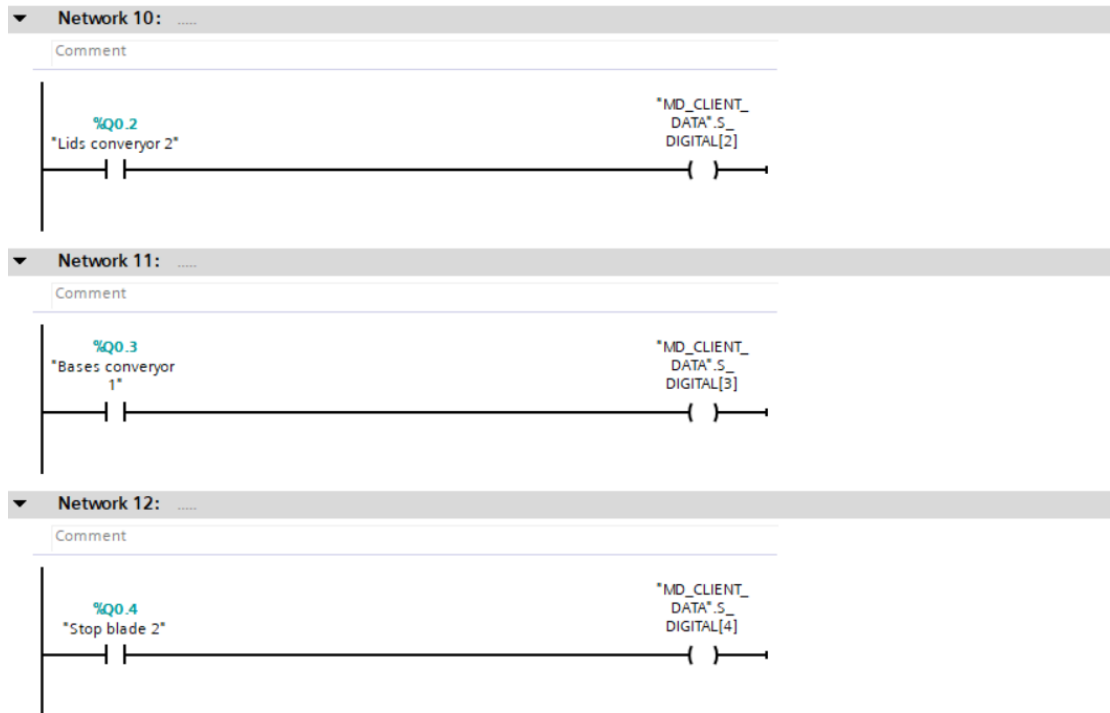 Network 10: .....
Comment
"MD_CLIENT_
%Q0.2
DATA".S_
"Lids converyor 2"
DIGITAL[2]
Network 11: .....
Comment
%Q0.3
"MD_CLIENT_
"Bases converyor
DATA".S_
1"
DIGITAL[3]
Network 12: .....
Comment
"MD_CLIENT_
%Q0.4
DATA".S_
"Stop blade 2"
DIGITAL[4]